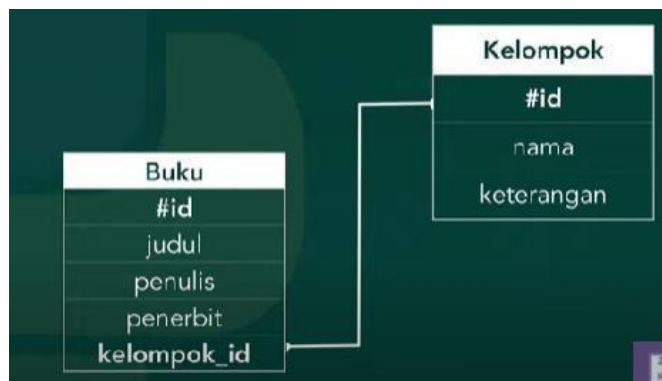 Kelompok
#id
nama
keterangan
Buku
#id
judul
penulis
penerbit
kelompok_id